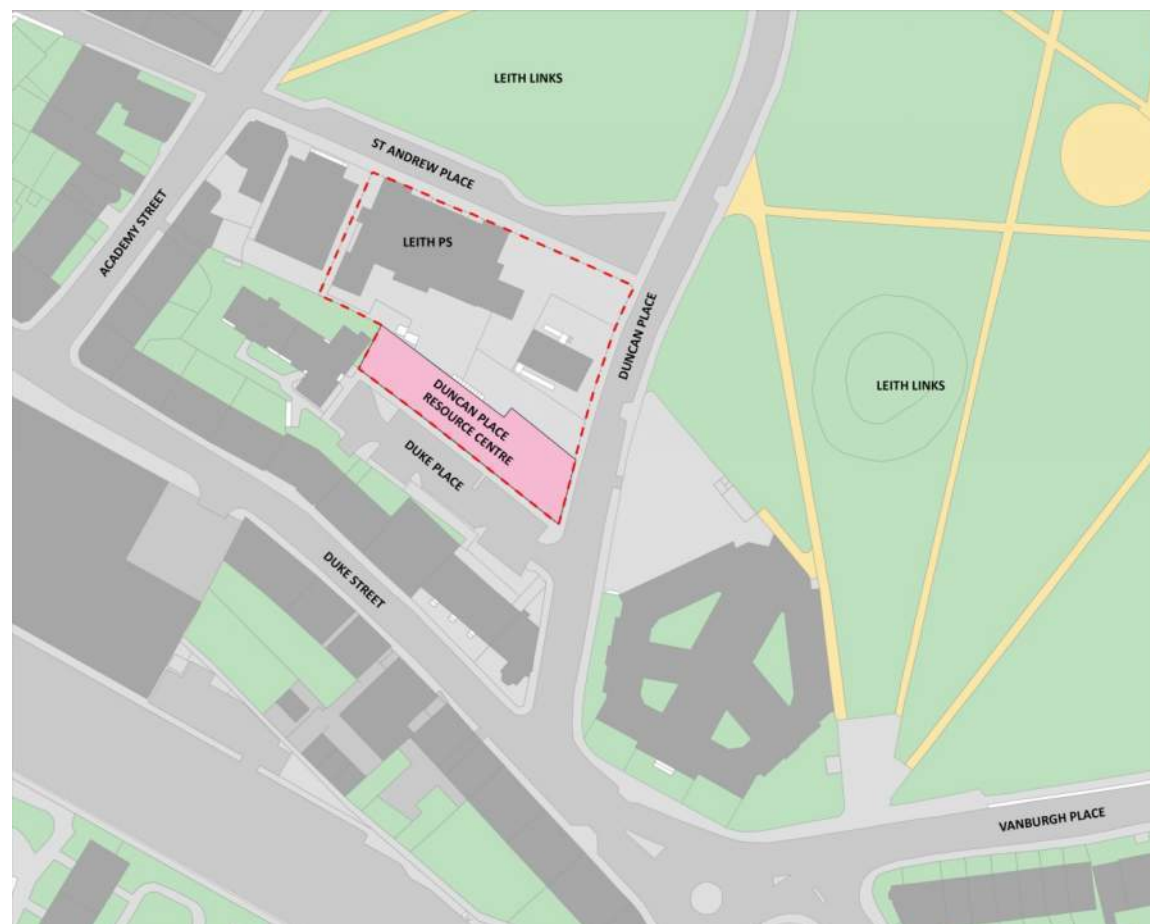 LEITH LINKS
ST ANDREW PLACE
ACADEMY STREET
LEITH PS
DUNCAN PLACE
LEITH LINKS
DUNCAN PLACE
RESOURCE CENTRE
DUKE PLACE
DUKE STREET
VANBURGH PLACE